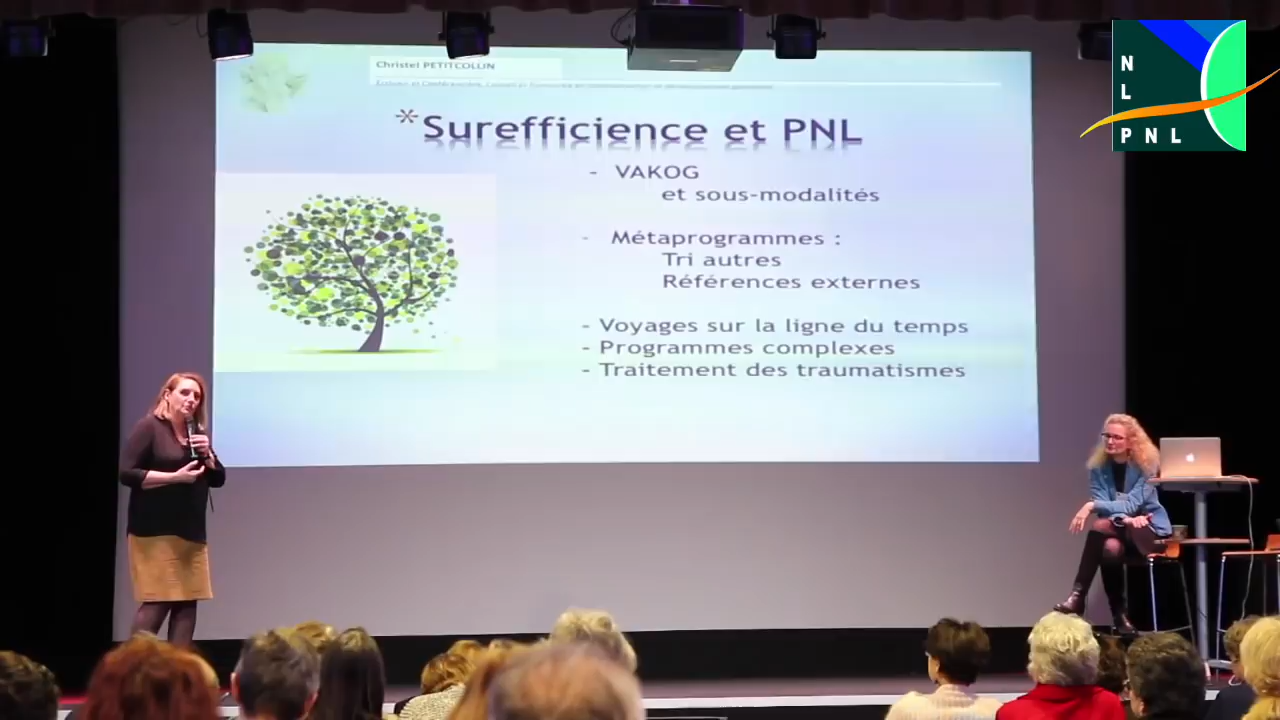 Christel PETITCOLLIN
*Surefficience et PNL
- VAKOG
et sous-modalités
- Métaprogrammes :
Tri autres
Références externes
- Voyages sur la ligne du temps
- Programmes complexes
- Traitement des traumatismes
N
L
P N L